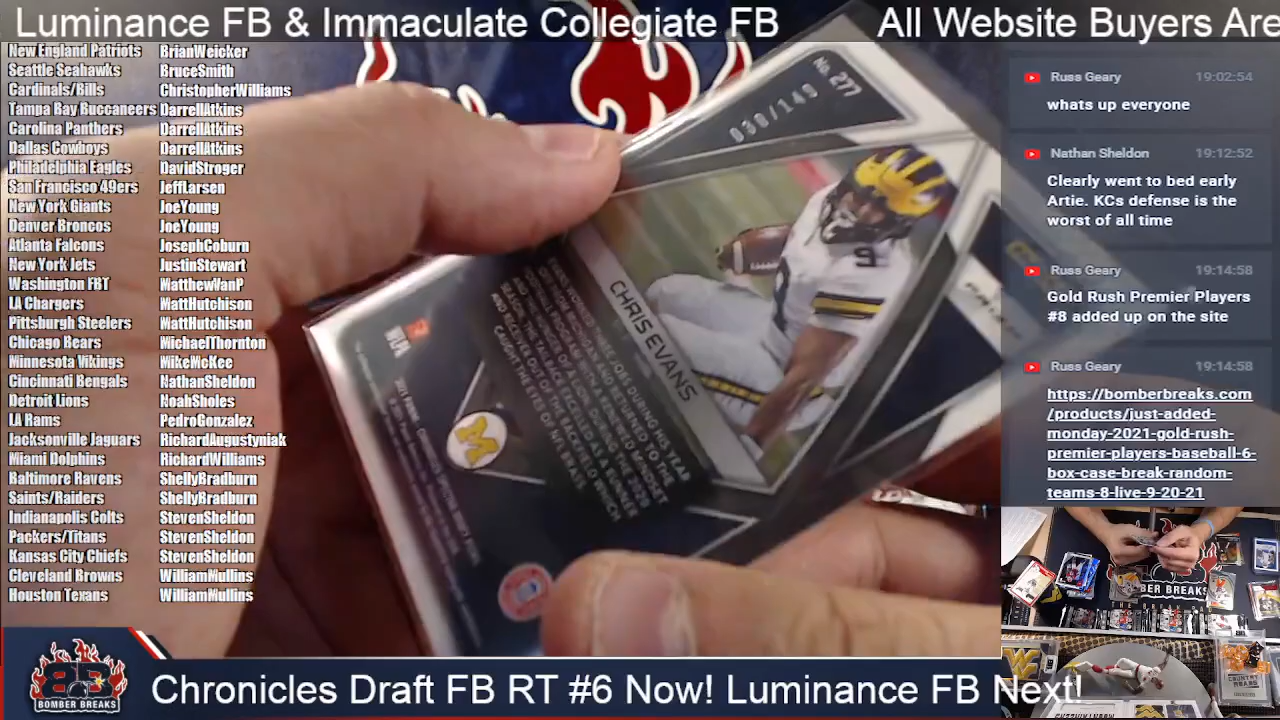 Luminance FB & Immaculate Collegiate FB
All Website Buyers Are
New England Patriots BrianWeicker
Seattle Seahawks BruceSmith
Cardinals/Bills ChristopherWilliams
Tampa Bay Buccaneers DarrellAtkins
Carolina Panthers DarrellAtkins
Dallas Cowboys DarrellAtkins
Philadelphia Eagles DavidStroger
San Francisco 49ers JeffLarsen
New York Giants JoeYoung
Denver Broncos JoeYoung
Atlanta Falcons JosephCoburn
New York Jets JustinStewart
Washington FBT MatthewVanP
LA Chargers MattHutchison
Pittsburgh Steelers MattHutchison
Chicago Bears MichaelThornton
Minnesota Vikings MikeMcKee
Cincinnati Bengals NathanSheldon
Detroit Lions NoahSholes
LA Rams PedroGonzalez
Jacksonville Jaguars RichardAugustyniak
Miami Dolphins RichardWilliams
Baltimore Ravens ShellyBradburn
Saints/Raiders ShellyBradburn
Indianapolis Colts StevenSheldon
Packers/Titans StevenSheldon
Kansas City Chiefs StevenSheldon
Cleveland Browns WilliamMullins
Houston Texans WilliamMullins
No. 277
030/149
9
CHRIS EVANS
M
PRIZM
Russ Geary 19:02:54
whats up everyone
Nathan Sheldon 19:12:52
Clearly went to bed early
Artie. KCs defense is the
worst of all time
Russ Geary 19:14:58
Gold Rush Premier Players
#8 added up on the site
Russ Geary 19:14:58
https://bomberbreaks.com
/products/just-added-
monday-2021-gold-rush-
premier-players-baseball-6-
box-case-break-random-
teams-8-live-9-20-21
BOMBER BREAKS
BOMBER BREAKS
Chronicles Draft FB RT #6 Now! Luminance FB Next!